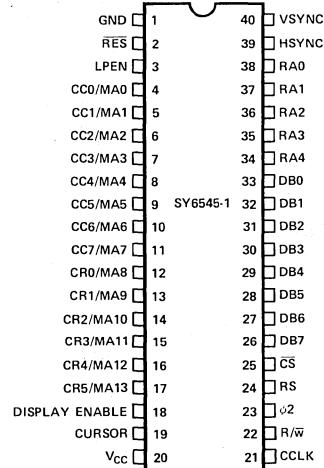 GND 1 40 VSYNC
R̅E̅S̅ 2 39 HSYNC
LPEN 3 38 RA0
CC0/MA0 4 37 RA1
CC1/MA1 5 36 RA2
CC2/MA2 6 35 RA3
CC3/MA3 7 34 RA4
CC4/MA4 8 33 DB0
CC5/MA5 9 SY6545-1 32 DB1
CC6/MA6 10 31 DB2
CC7/MA7 11 30 DB3
CR0/MA8 12 29 DB4
CR1/MA9 13 28 DB5
CR2/MA10 14 27 DB6
CR3/MA11 15 26 DB7
CR4/MA12 16 25 C̅S̅
CR5/MA13 17 24 RS
DISPLAY ENABLE 18 23 ϕ2
CURSOR 19 22 R/w̅
VCC 20 21 CCLK